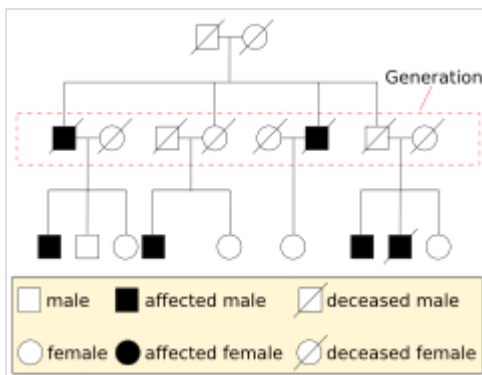 Generation
male
affected male
deceased male
female
affected female
deceased female